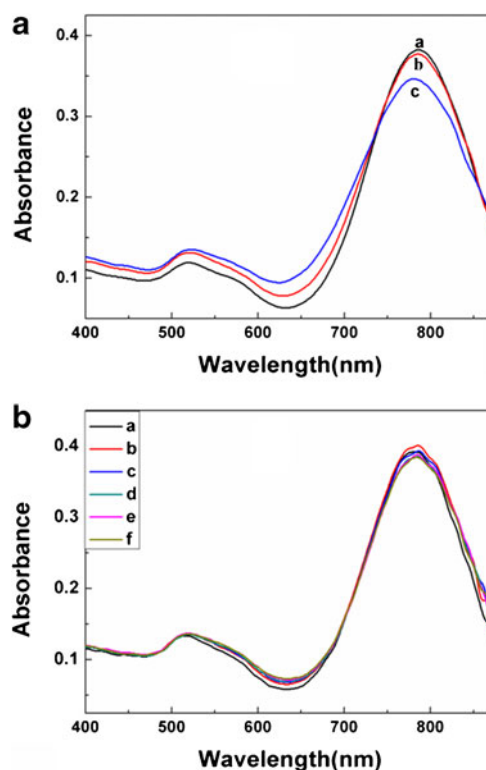 a
0.4
a
b
c
0.3
0.2
0.1
Absorbance
400 500 600 700 800
Wavelength(nm)
b
a
b
c
d
e
f
0.4
0.3
0.2
0.1
Absorbance
400 500 600 700 800
Wavelength(nm)